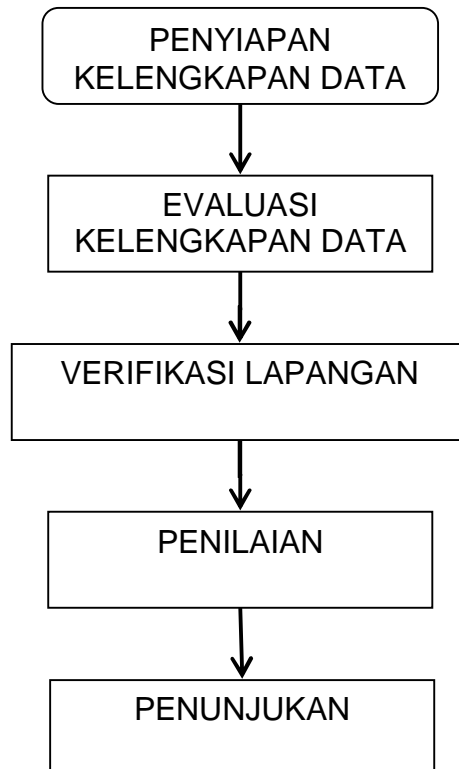 PENYIAPAN
KELENGKAPAN DATA
EVALUASI
KELENGKAPAN DATA
VERIFIKASI LAPANGAN
PENILAIAN
PENUNJUKAN